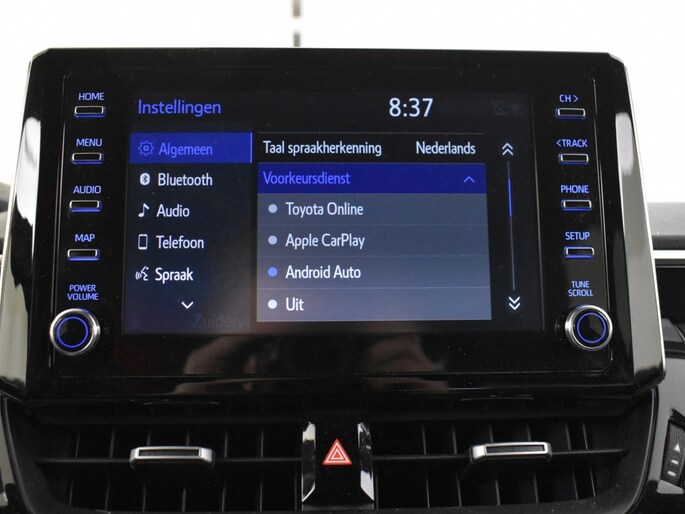 HOME
MENU
AUDIO
MAP
POWER
VOLUME
Instellingen
8:37
Algemeen
Bluetooth
Audio
Telefoon
Spraak
Taal spraakherkenning Nederlands
Voorkeursdienst
Toyota Online
Apple CarPlay
Android Auto
Uit
CH >
< TRACK
PHONE
SETUP
TUNE
SCROLL